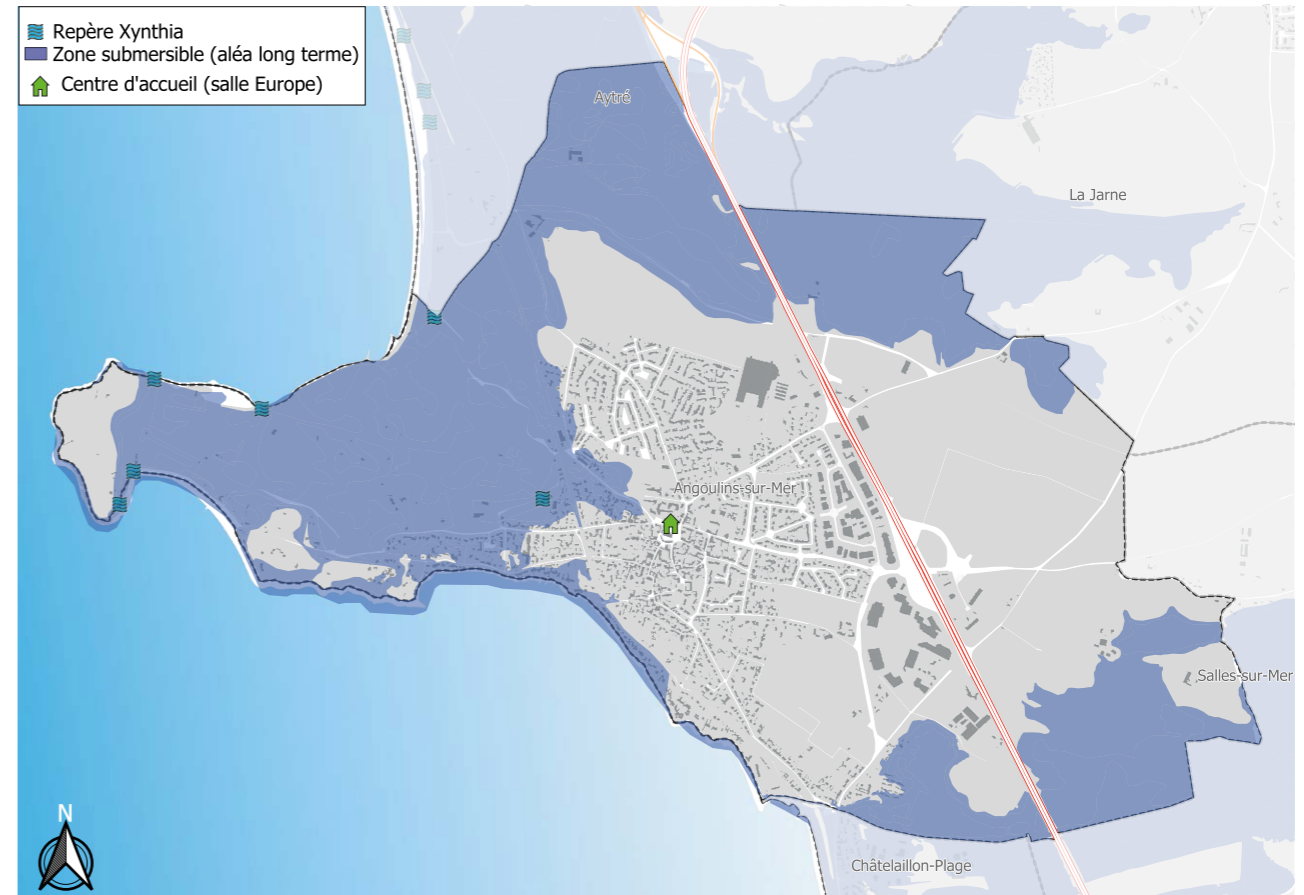 Repère Xynthia
Zone submersible (aléa long terme)
Centre d'accueil (salle Europe)
Aytré
La Jarne
Angoulins-sur-Mer
Salles-sur-Mer
N
Châtelaillon-Plage